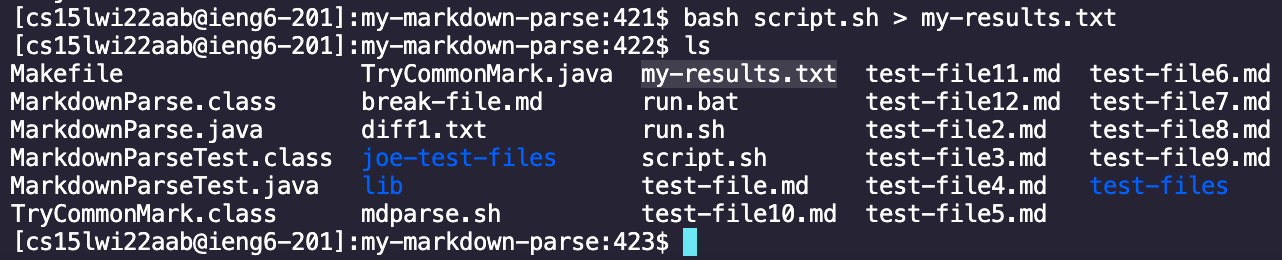 [cs15lwi22aab@ieng6-201]:my-markdown-parse:421$ bash script.sh > my-results.txt
[cs15lwi22aab@ieng6-201]:my-markdown-parse:422$ ls
Makefile TryCommonMark.java my-results.txt test-file11.md test-file6.md
MarkdownParse.class break-file.md run.bat test-file12.md test-file7.md
MarkdownParse.java diff1.txt run.sh test-file2.md test-file8.md
MarkdownParseTest.class joe-test-files script.sh test-file3.md test-file9.md
MarkdownParseTest.java lib test-file.md test-file4.md test-files
TryCommonMark.class mdparse.sh test-file10.md test-file5.md
[cs15lwi22aab@ieng6-201]:my-markdown-parse:423$